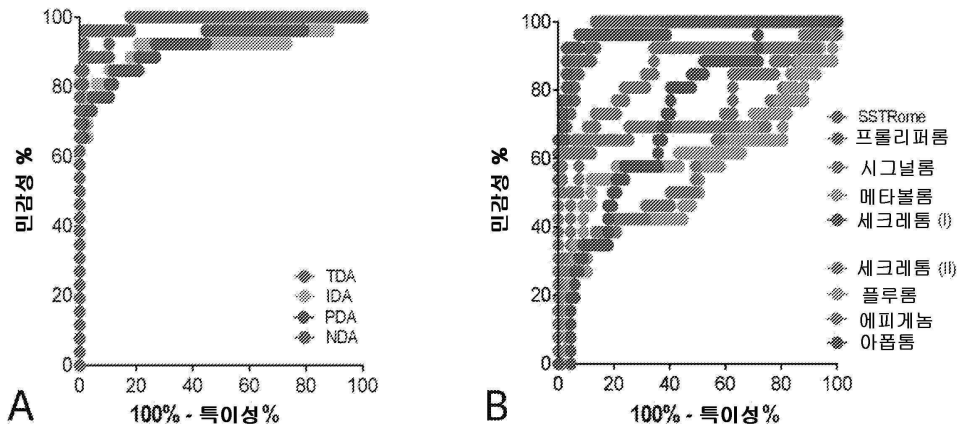 100
80
60
40
20
0
민감성 %
0 20 40 60 80 100
100% - 특이성%
TDA
IDA
PDA
NDA
A
100
80
60
40
20
0
민감성 %
0 20 40 60 80 100
100% - 특이성%
SSTRome
프롤리퍼롬
시그널롬
메타볼롬
세크레톰 (I)
세크레톰 (II)
플루롬
에피게놈
아폽톰
B